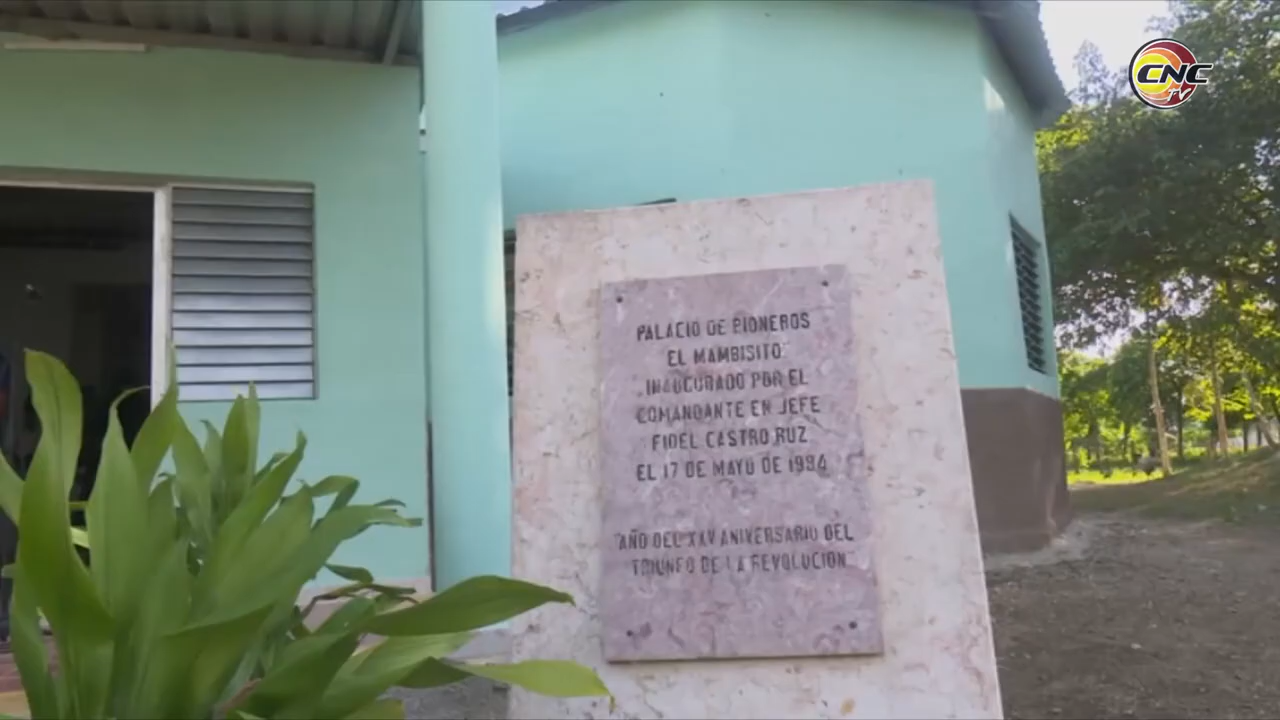 CNC
TV
PALACIO DE PIONEROS
"EL MAMBISITO"
INAUGURADO POR EL
COMANDANTE EN JEFE
FIDEL CASTRO RUZ
EL 17 DE MAYO DE 1984
"AÑO DEL XXV ANIVERSARIO DEL
TRIUNFO DE LA REVOLUCION"